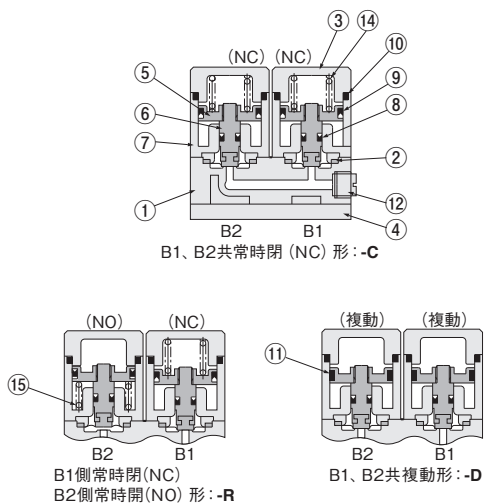 ③ ⑭
(NC) (NC)
⑩
⑤ ⑨
⑥ ⑧
⑦ ②
① ⑫
④
B2 B1
B1、B2共常時閉(NC)形：-C
(NO) (NC)
⑮
B2 B1
B1側常時閉(NC)
B2側常時開(NO)形：-R
(複動) (複動)
⑪
B2 B1
B1、B2共複動形：-D